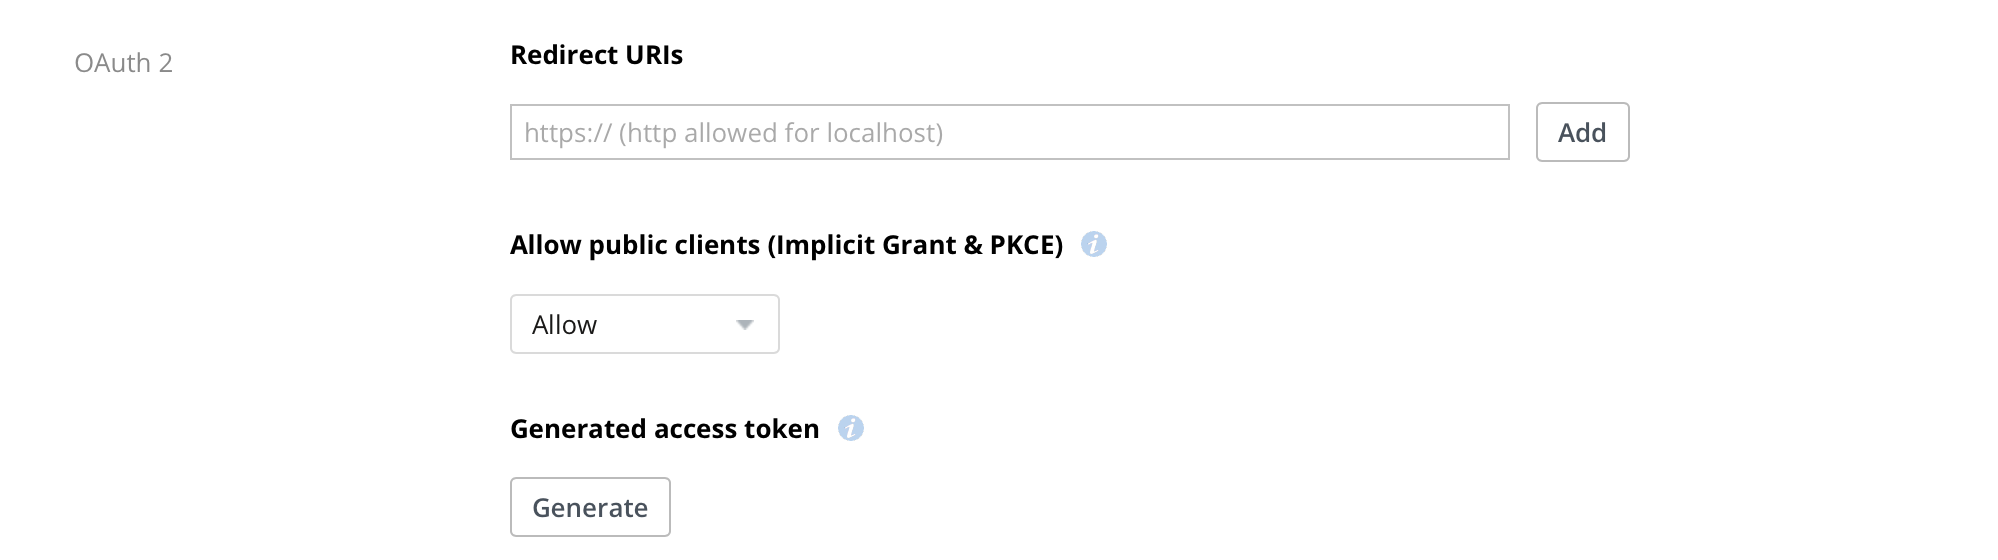 OAuth 2
Redirect URIs
https:// (http allowed for localhost)
Add
Allow public clients (Implicit Grant & PKCE)
Allow
Generated access token
Generate